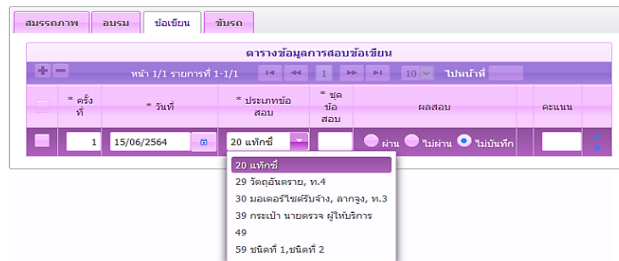 สมรรถภาพ อบรม ข้อเขียน ขับรถ
ตารางข้อมูลการสอบข้อเขียน
หน้า 1/1 รายการที่ 1-1/1 1 10 ไปหน้าที่
* ครั้งที่ * วันที่ * ประเภทข้อสอบ * ชุดข้อสอบ ผลสอบ คะแนน
1 15/06/2564 20 แท๊กซี่ ผ่าน ไม่ผ่าน ไม่บันทึก
20 แท๊กซี่
29 วัตถุอันตราย, ท.4
30 มอเตอร์ไซต์รับจ้าง, ลากจูง, ท.3
39 กระเป๋า นายตรวจ ผู้ให้บริการ
49
59 ชนิดที่ 1,ชนิดที่ 2